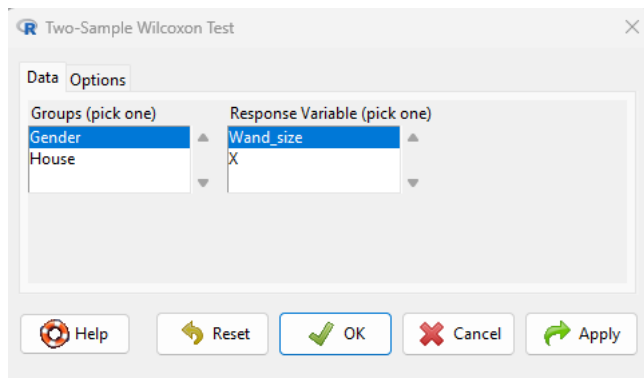 R Two-Sample Wilcoxon Test
Data Options
Groups (pick one) Response Variable (pick one)
Gender Wand_size
House X
Help Reset OK Cancel Apply